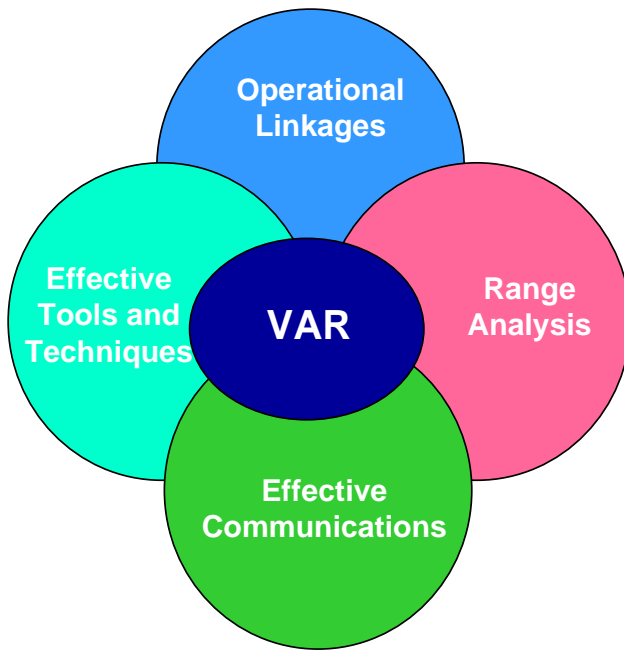 Operational
Linkages
Effective
Tools and
Techniques
VAR
Range
Analysis
Effective
Communications